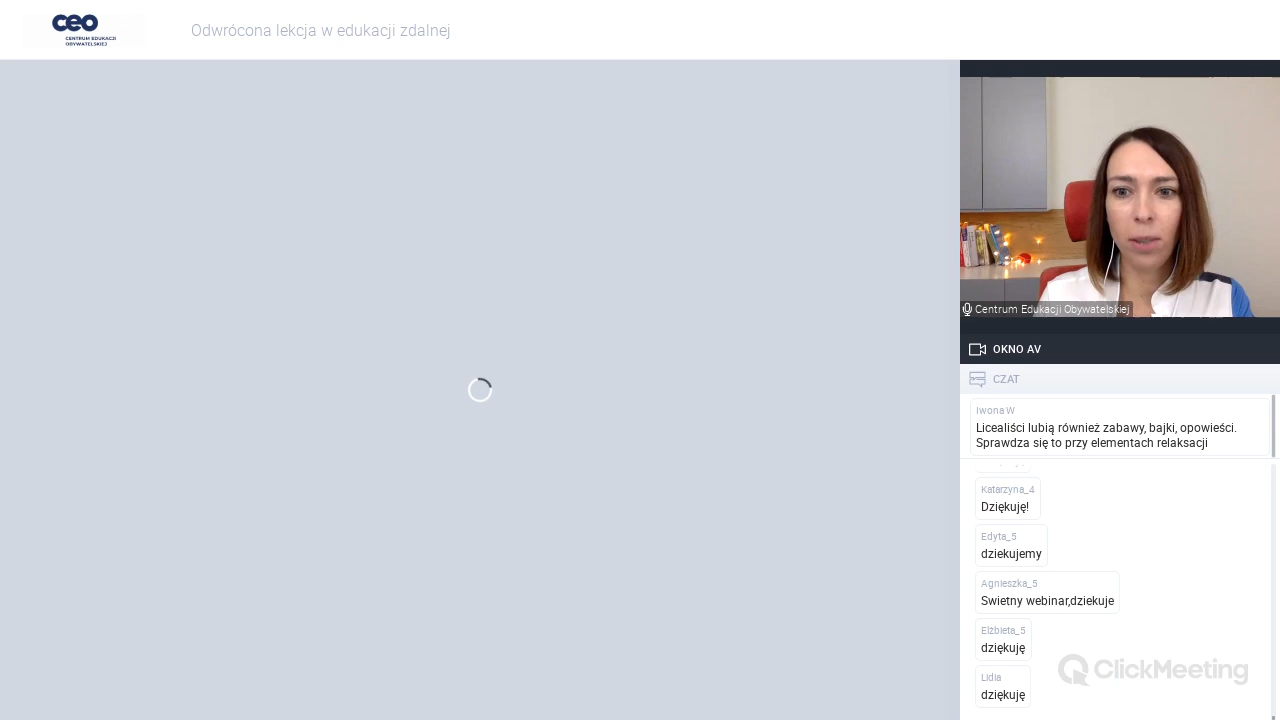 ceo
CENTRUM EDUKACJI
OBYWATELSKIEJ
Odwrócona lekcja w edukacji zdalnej
Centrum Edukacji Obywatelskiej
OKNO AV
CZAT
Iwona W
Licealiści lubią również zabawy, bajki, opowieści.
Sprawdza się to przy elementach relaksacji
Katarzyna_4
Dziękuję!
Edyta_5
dziekujemy
Agnieszka_5
Swietny webinar,dziekuje
Elżbieta_5
dziękuję
Lidia
dziękuję
ClickMeeting